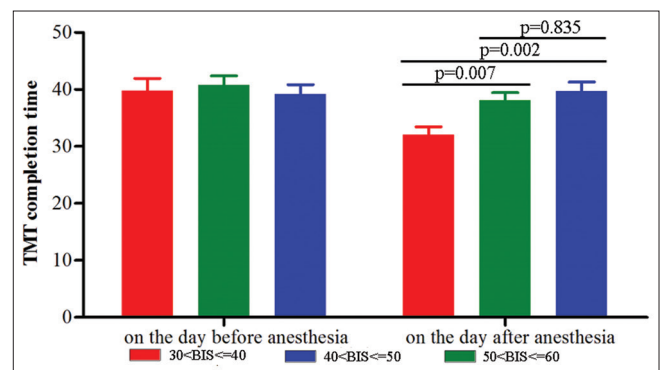 50
40
30
20
10
0
TMT completion time
p=0.835
p=0.002
p=0.007
on the day before anesthesia
on the day after anesthesia
30<BIS<=40
40<BIS<=50
50<BIS<=60